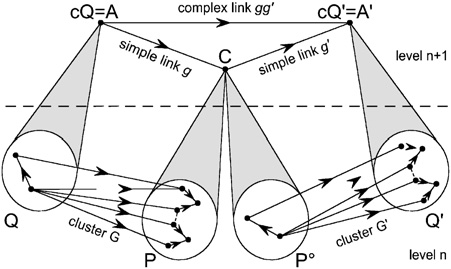 cQ=A
complex link gg'
cQ'=A'
simple link g
C
simple link g'
level n+1
Q
cluster G
P
P°
cluster G'
Q'
level n